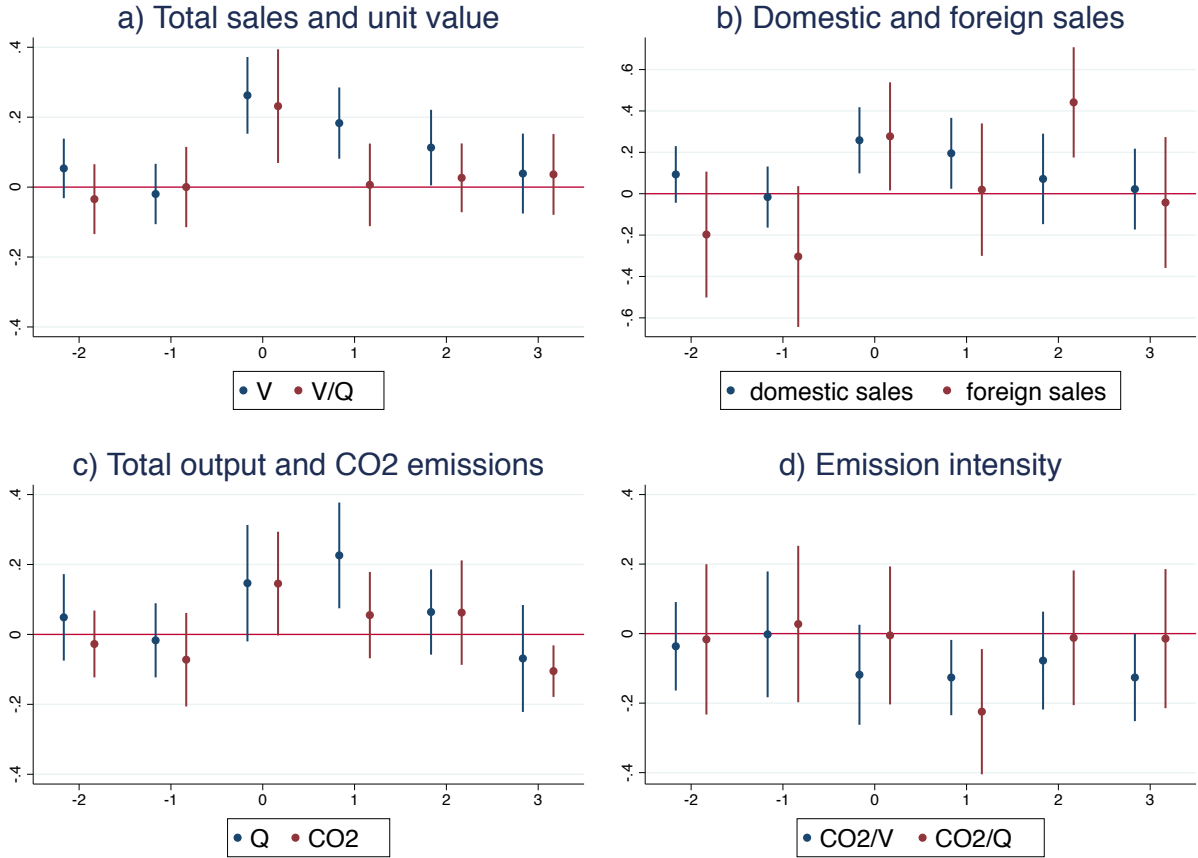 a) Total sales and unit value
.4
.2
0
-.2
-.4
-2 -1 0 1 2 3
V V/Q
b) Domestic and foreign sales
.6
.4
.2
0
-.2
-.4
-.6
-2 -1 0 1 2 3
domestic sales foreign sales
c) Total output and CO2 emissions
.4
.2
0
-.2
-.4
-2 -1 0 1 2 3
Q CO2
d) Emission intensity
.4
.2
0
-.2
-.4
-2 -1 0 1 2 3
CO2/V CO2/Q